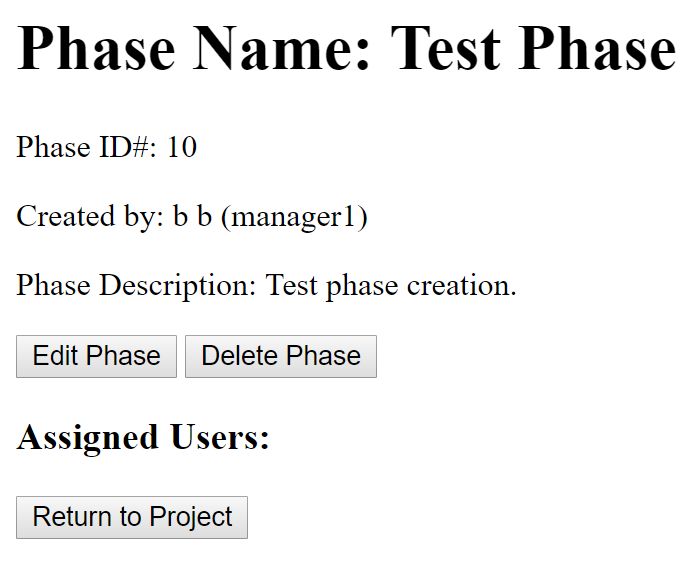 Phase Name: Test Phase
Phase ID#: 10
Created by: b b (manager1)
Phase Description: Test phase creation.
Edit Phase Delete Phase
Assigned Users:
Return to Project